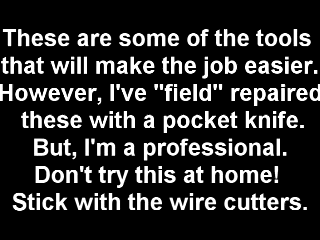 These are some of the tools
that will make the job easier.
However, I've "field" repaired
these with a pocket knife.
But, I'm a professional.
Don't try this at home!
Stick with the wire cutters.